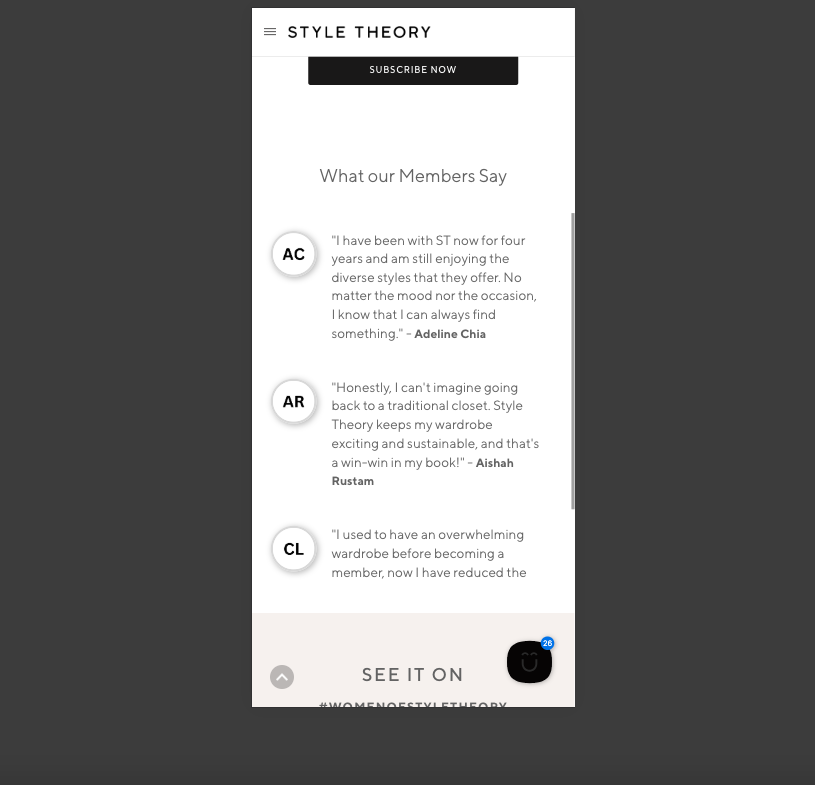 STYLE THEORY
SUBSCRIBE NOW
What our Members Say
AC
"I have been with ST now for four
years and am still enjoying the
diverse styles that they offer. No
matter the mood nor the occasion,
I know that I can always find
something." - Adeline Chia
AR
"Honestly, I can't imagine going
back to a traditional closet. Style
Theory keeps my wardrobe
exciting and sustainable, and that's
a win-win in my book!" - Aishah
Rustam
CL
"I used to have an overwhelming
wardrobe before becoming a
member, now I have reduced the
26
SEE IT ON
#WOMENOFSTYLETHEORY